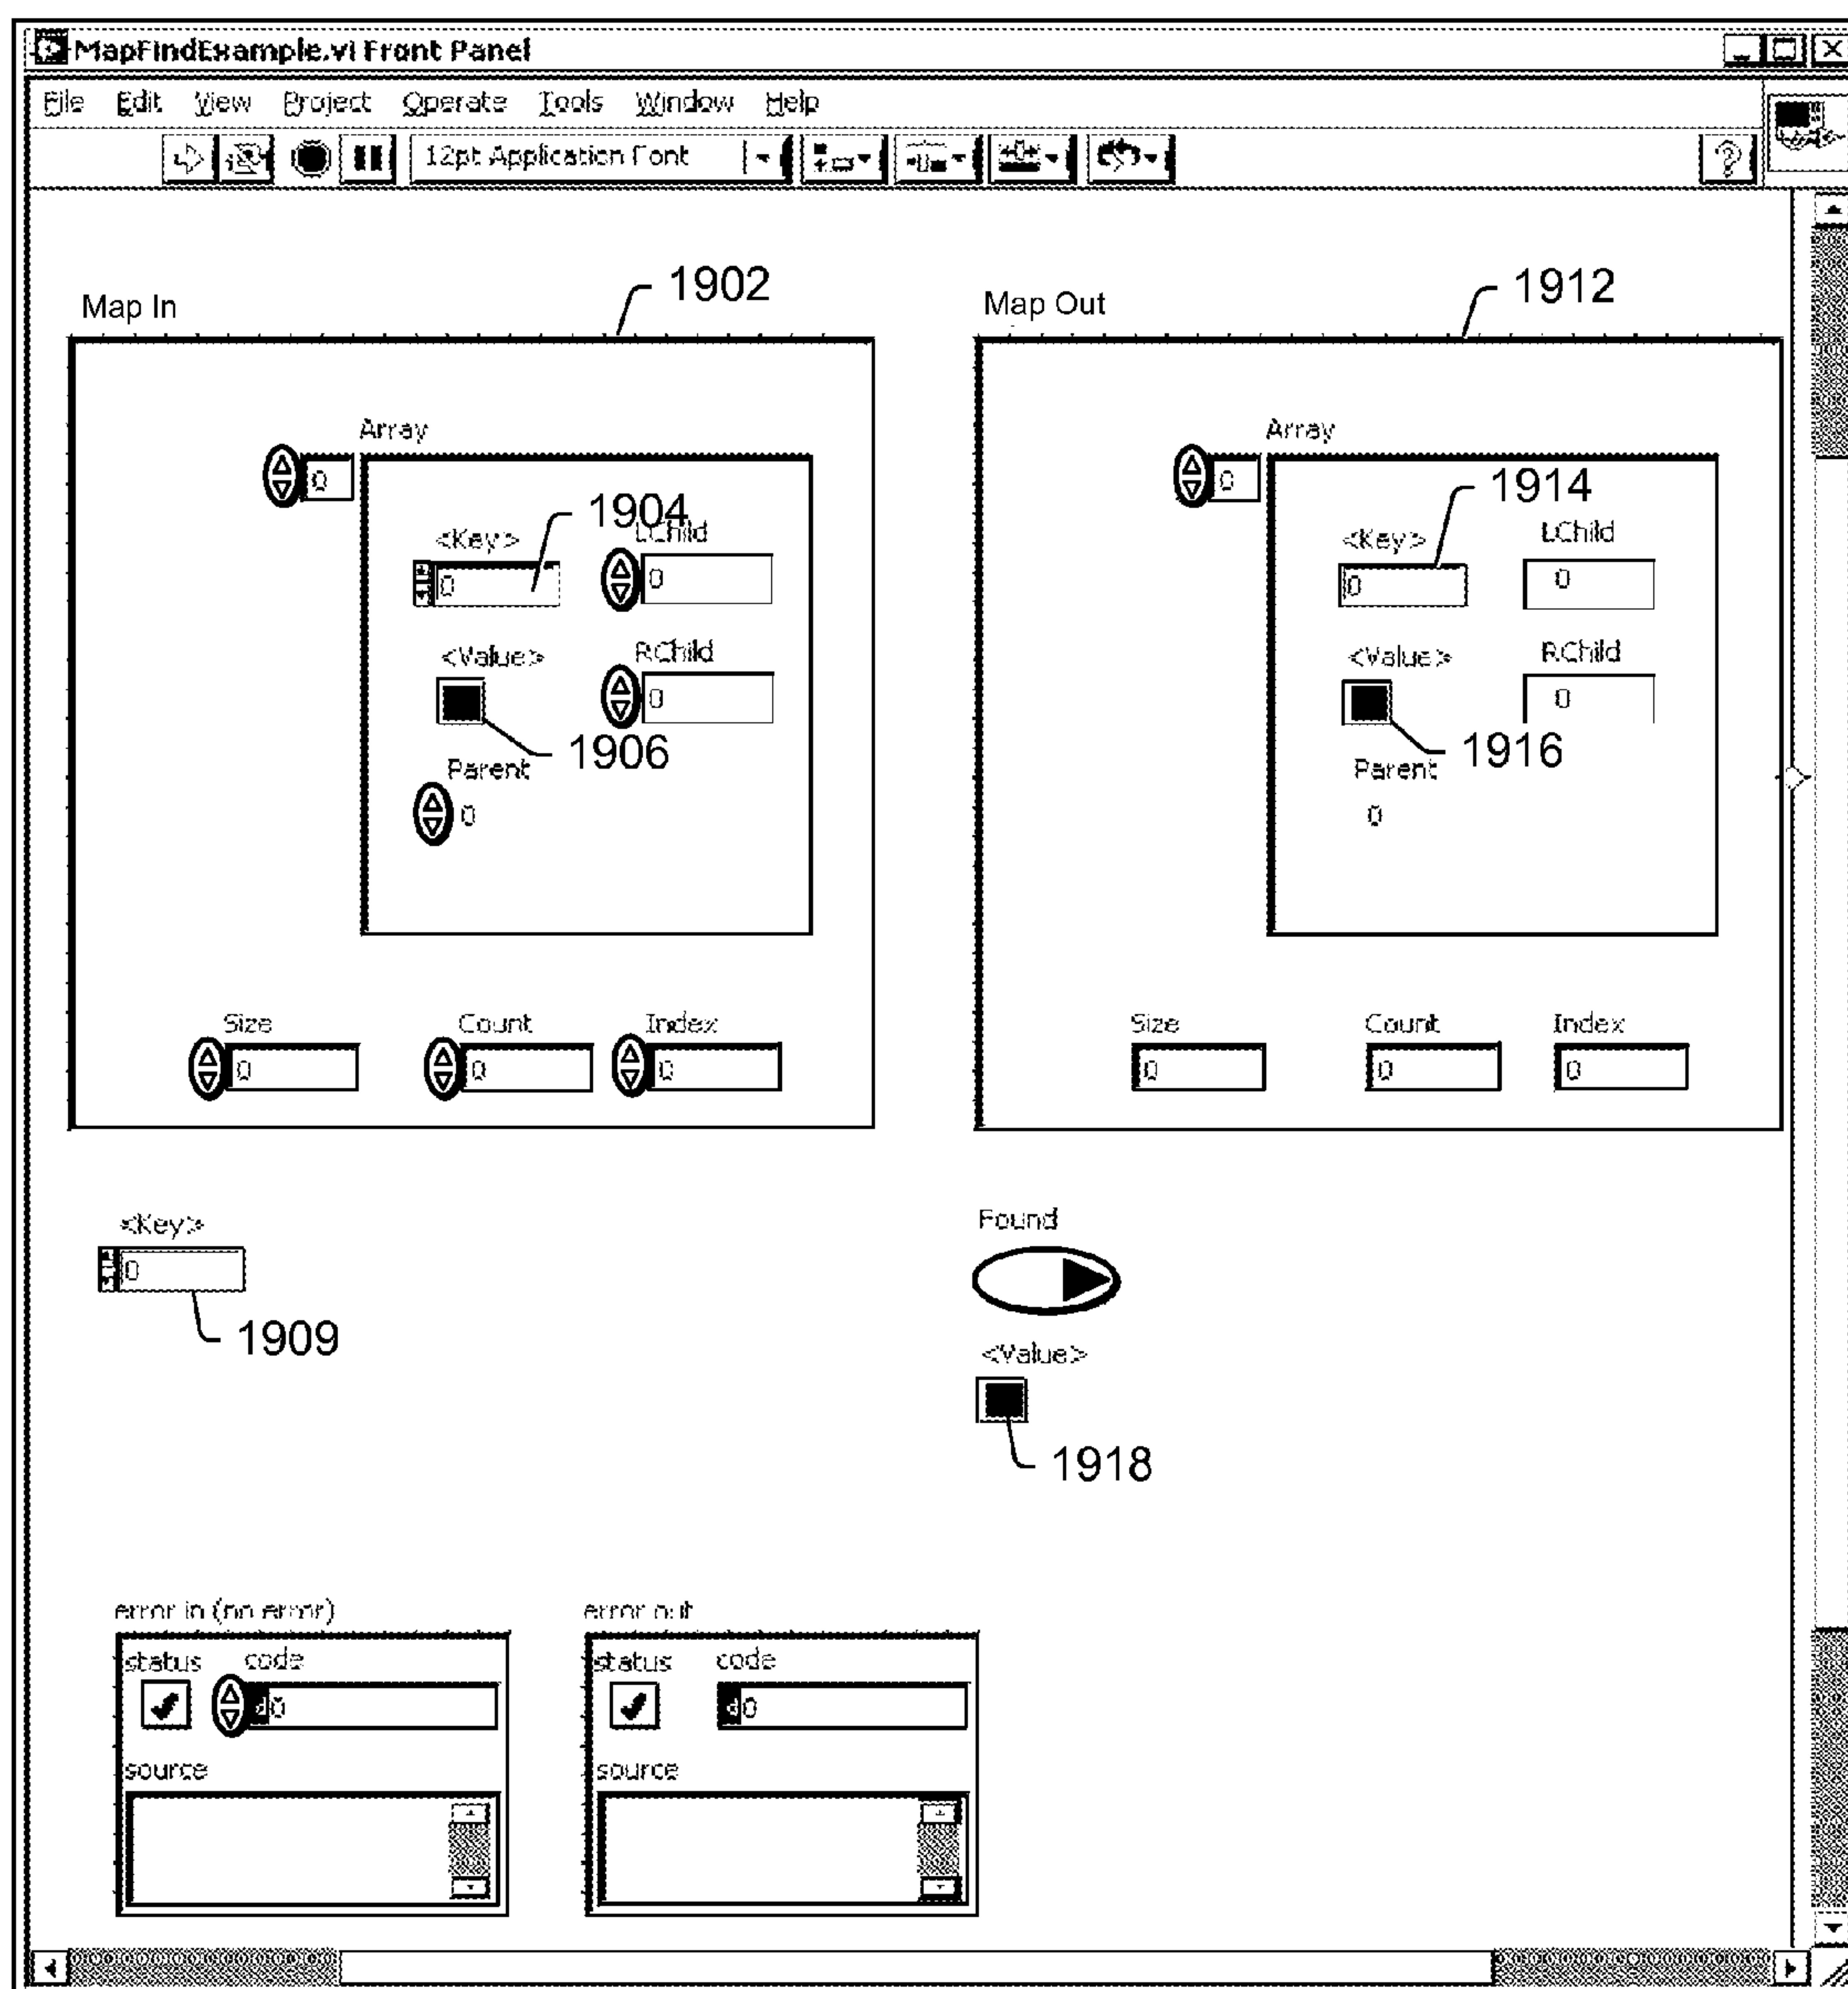 MapFindExample.vi Front Panel
File Edit View Project Operate Tools Window Help
12pt Application Font
?
Map In
1902
Map Out
1912
Array
0
1904
<Key>
0
LChild
0
<Value>
RChild
0
1906
Parent
0
Size
0
Count
0
Index
0
Array
0
1914
<Key>
0
LChild
0
<Value>
RChild
0
1916
Parent
0
Size
0
Count
0
Index
0
<Key>
0
1909
Found
<Value>
1918
error in (no error)
status code
d0
source
error out
status code
d0
source